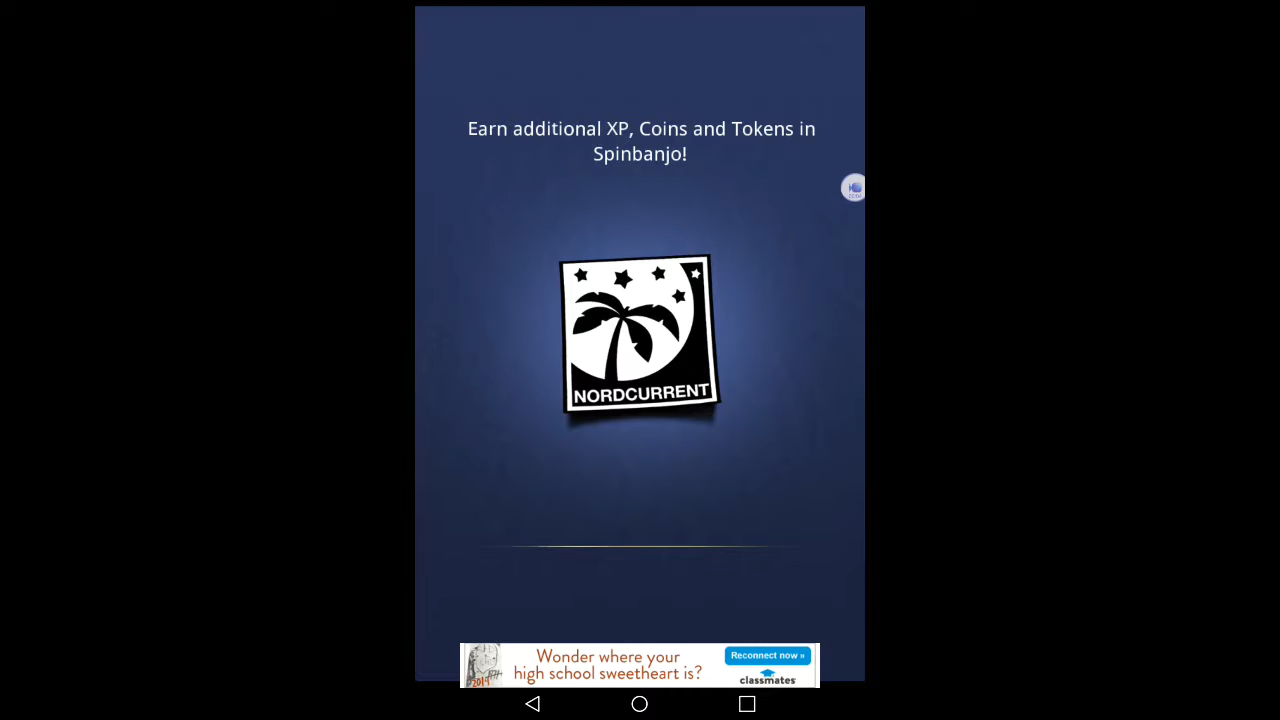 Earn additional XP, Coins and Tokens in
Spinbanjo!
NORDCURRENT
Wonder where your
high school sweetheart is?
Reconnect now »
classmates
2014